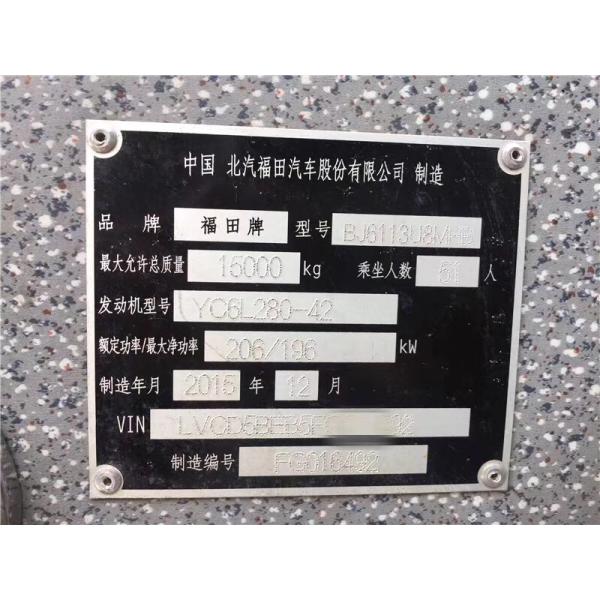 中国 北汽福田汽车股份有限公司 制造
品 牌 福田牌 型号 BJ6113U8M
最大允许总质量 15000 kg 乘坐人数 51 人
发动机型号 YC6L280-42
额定功率/最大净功率 206/196 kW
制造年月 2015 年 12 月
VIN
制造编号 FG016492